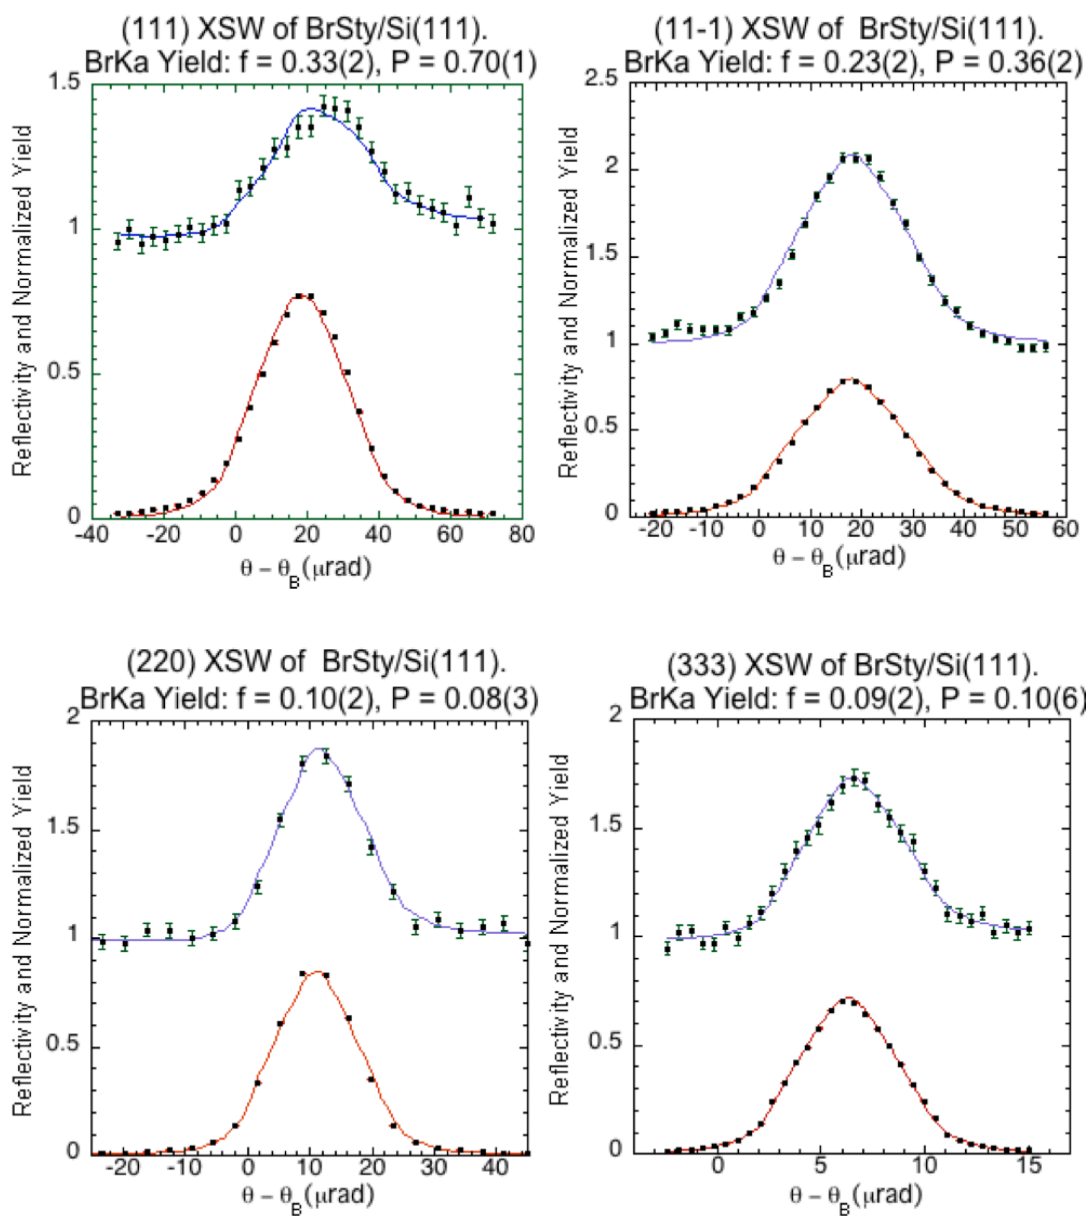 (111) XSW of BrSty/Si(111).
BrKa Yield: f = 0.33(2), P = 0.70(1)
1.5
1
0.5
0
Reflectivity and Normalized Yield
-40 -20 0 20 40 60 80
θ – θB(μrad)
(11-1) XSW of BrSty/Si(111).
BrKa Yield: f = 0.23(2), P = 0.36(2)
2.5
2
1.5
1
0.5
0
Reflectivity and Normalized Yield
-20 -10 0 10 20 30 40 50 60
θ – θB(μrad)
(220) XSW of BrSty/Si(111).
BrKa Yield: f = 0.10(2), P = 0.08(3)
2
1.5
1
0.5
0
Reflectivity and Normalized Yield
-20 -10 0 10 20 30 40
θ – θB(μrad)
(333) XSW of BrSty/Si(111).
BrKa Yield: f = 0.09(2), P = 0.10(6)
2
1.5
1
0.5
0
Reflectivity and Normalized Yield
0 5 10 15
θ – θB(μrad)